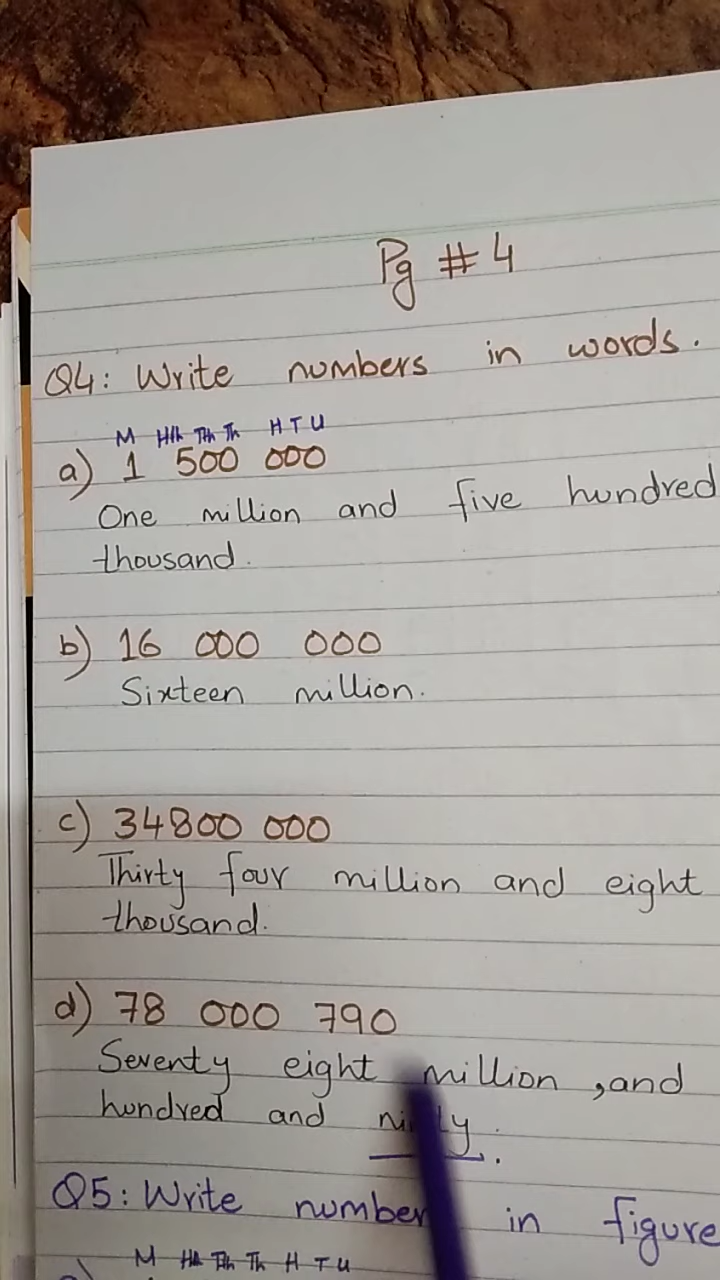 Pg # 4
Q4: Write numbers in words.
M HTh TTh Th H T U
a) 1 500 000
One million and five hundred
thousand.
b) 16 000 000
Sixteen million.
c) 34800 000
Thirty four million and eight
thousand.
d) 78 000 790
Seventy eight million, and
hundred and ninty.
Q5: Write number in figure
M HTh TTh Th H T U